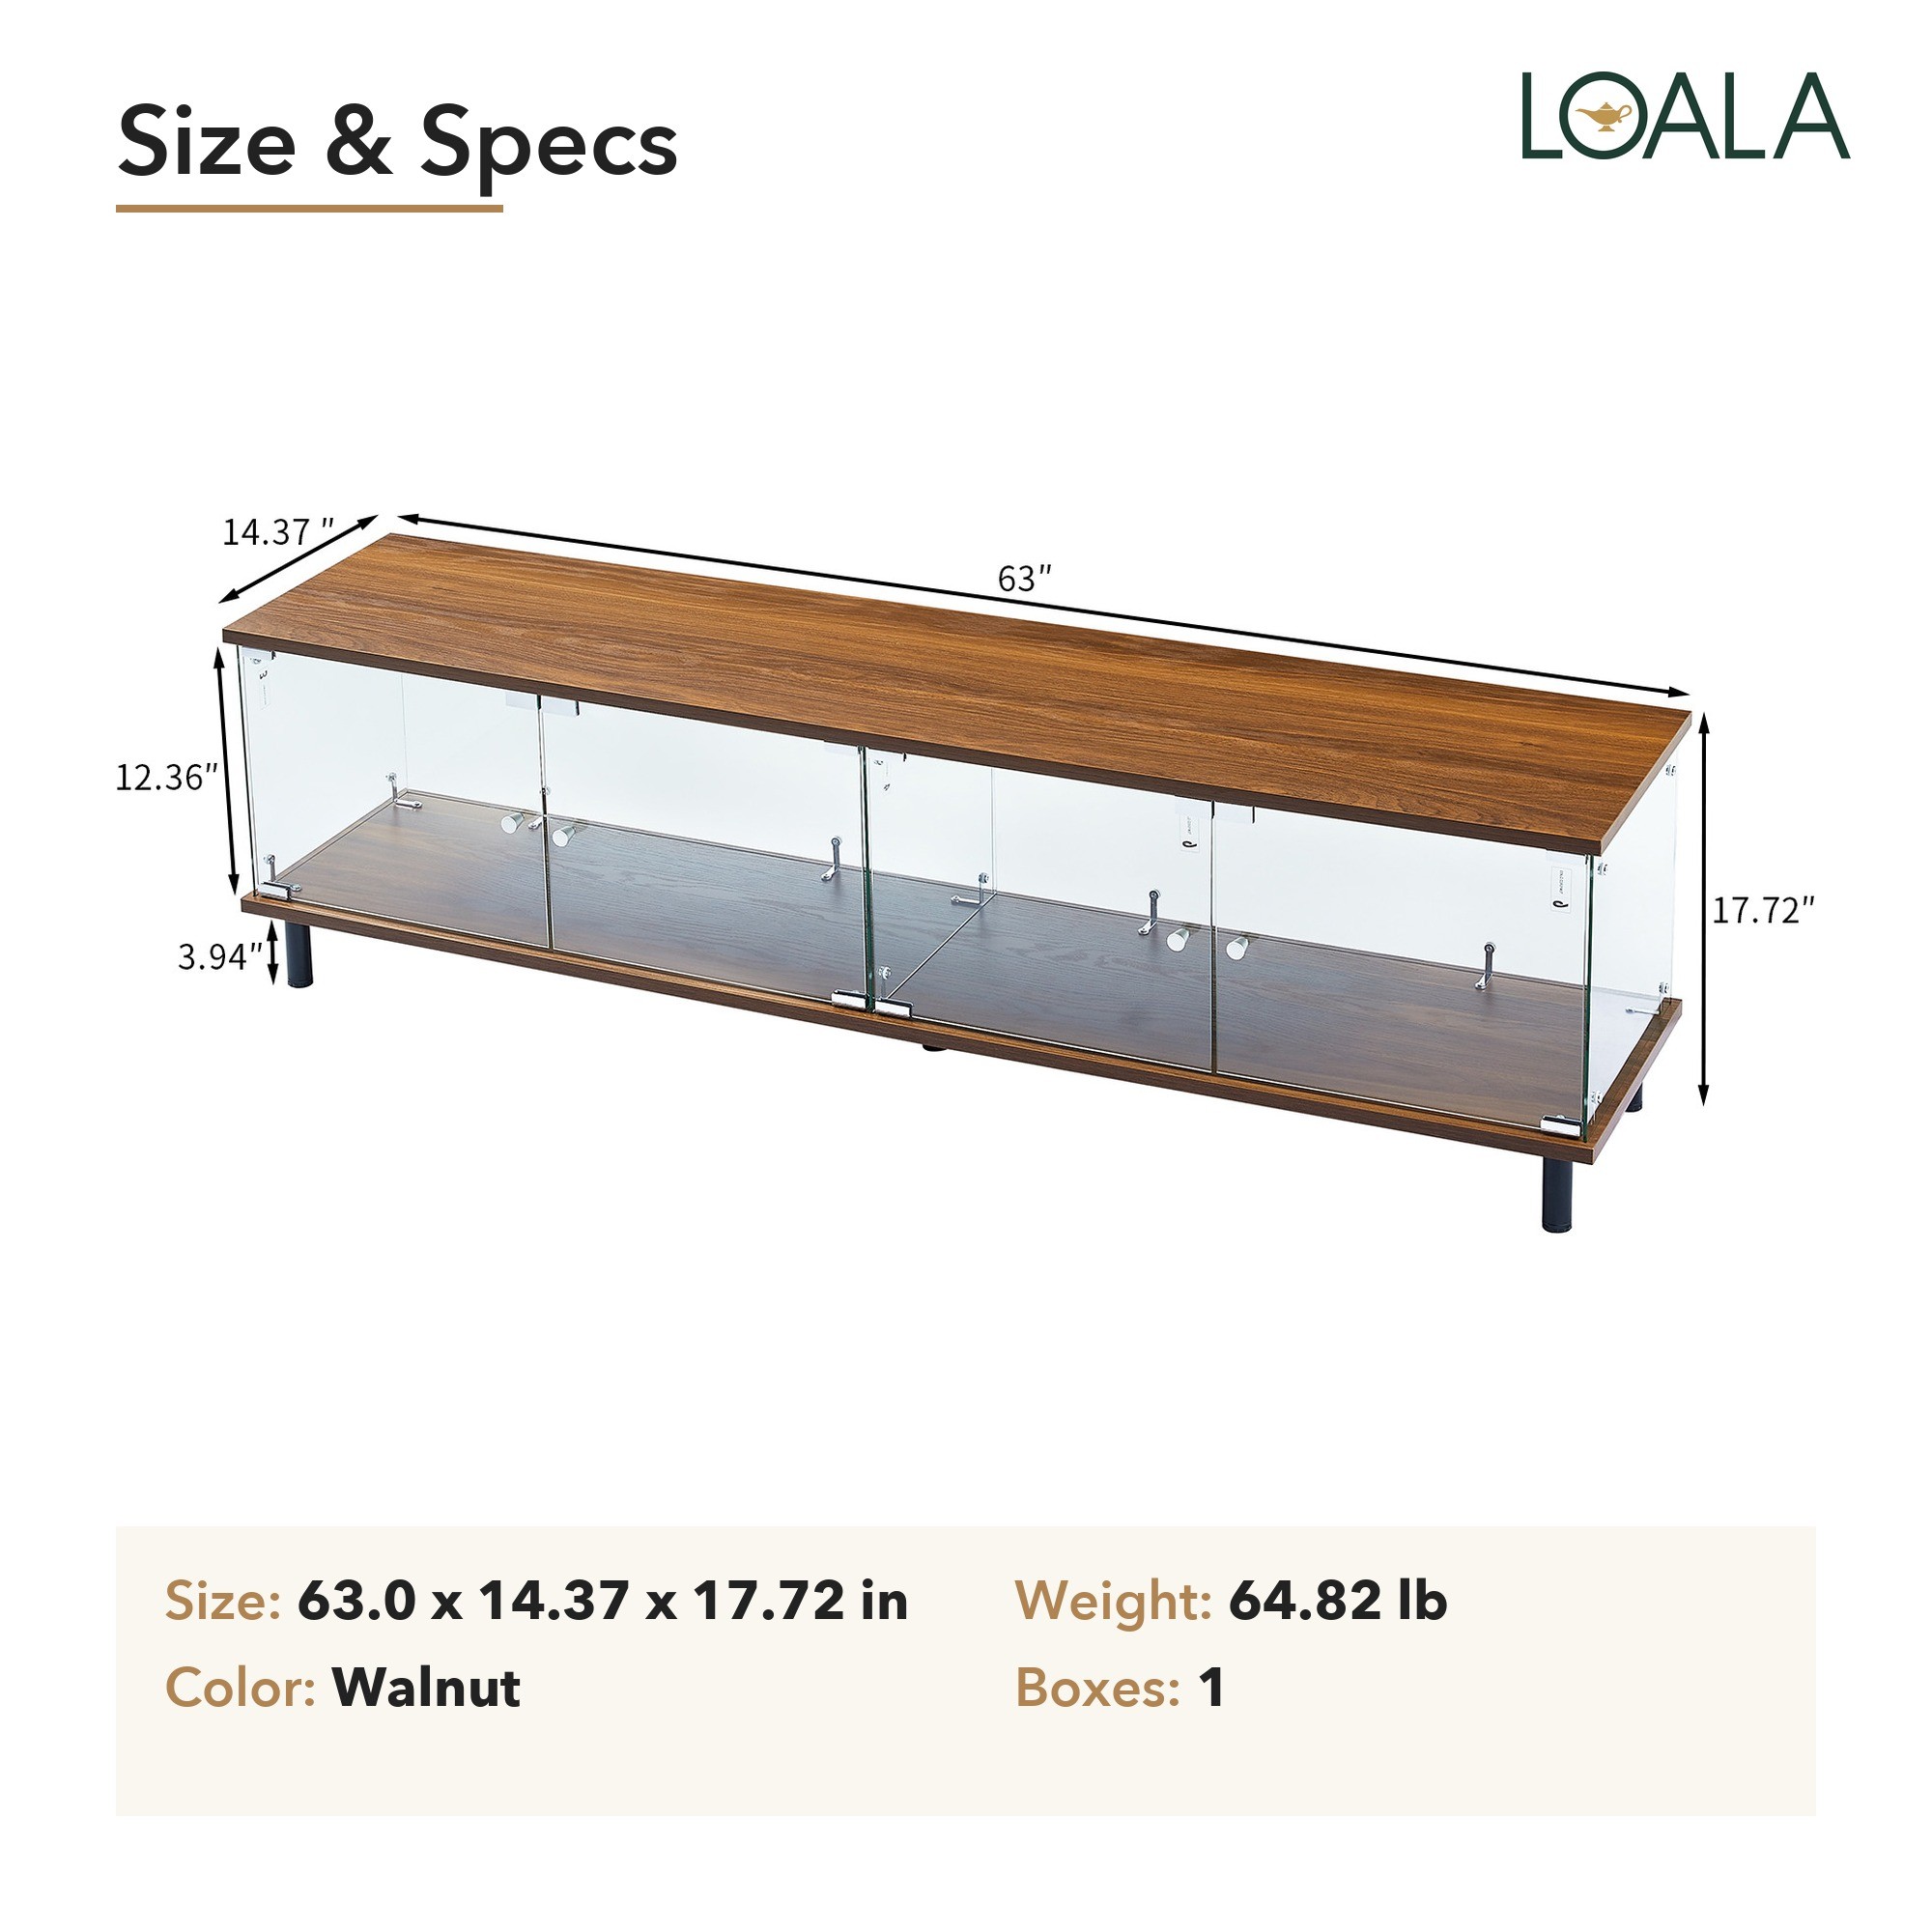 Size & Specs
LOALA
14.37 "
63"
12.36"
3.94"
17.72"
Size: 63.0 x 14.37 x 17.72 in
Weight: 64.82 lb
Color: Walnut
Boxes: 1